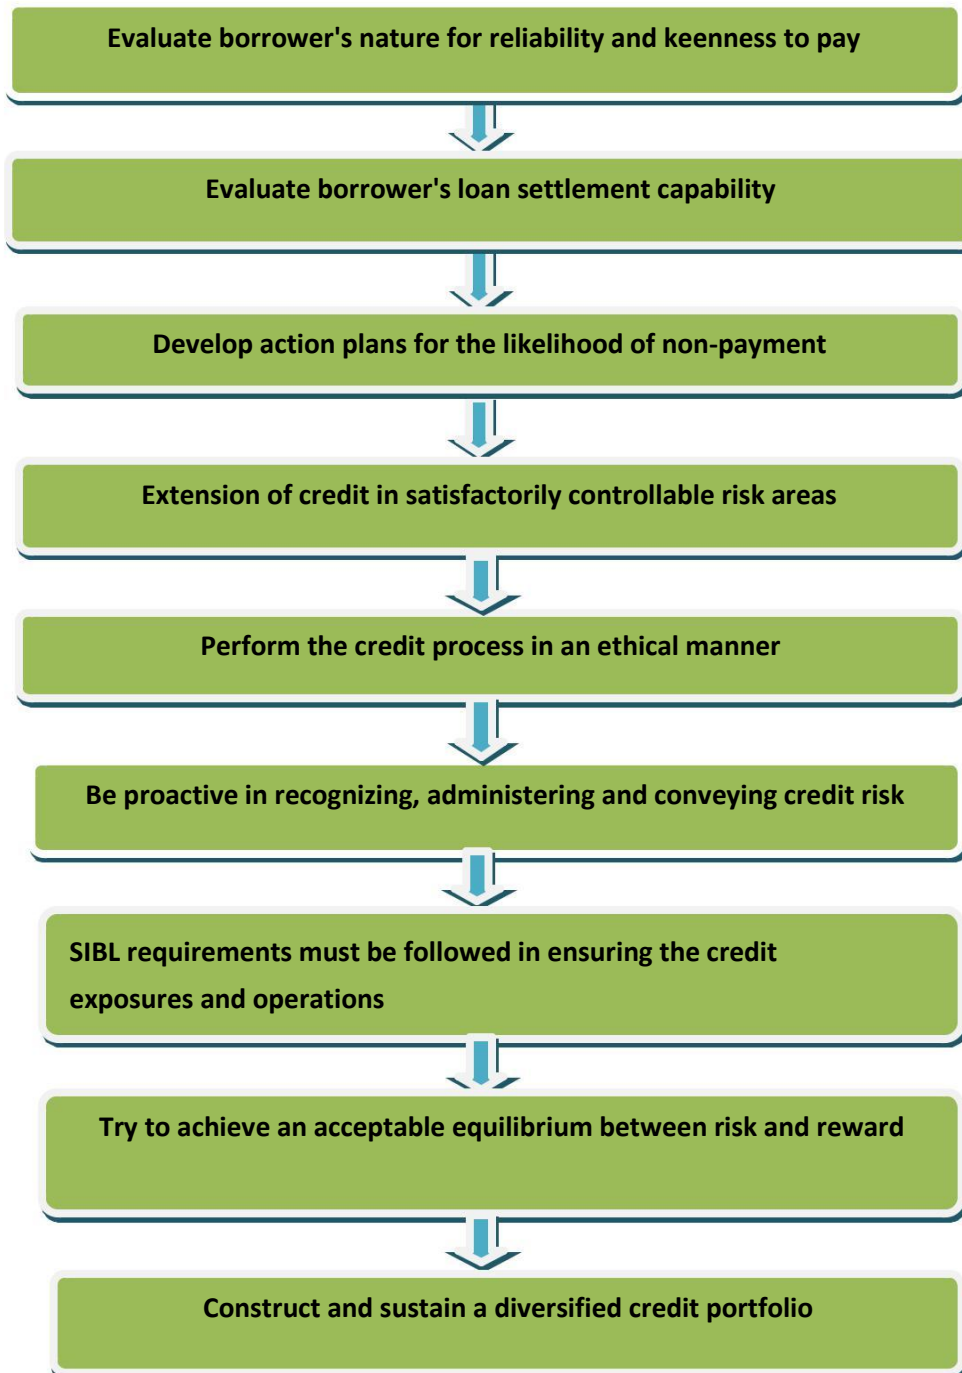 Evaluate borrower's nature for reliability and keenness to pay
Evaluate borrower's loan settlement capability
Develop action plans for the likelihood of non-payment
Extension of credit in satisfactorily controllable risk areas
Perform the credit process in an ethical manner
Be proactive in recognizing, administering and conveying credit risk
SIBL requirements must be followed in ensuring the credit
exposures and operations
Try to achieve an acceptable equilibrium between risk and reward
Construct and sustain a diversified credit portfolio